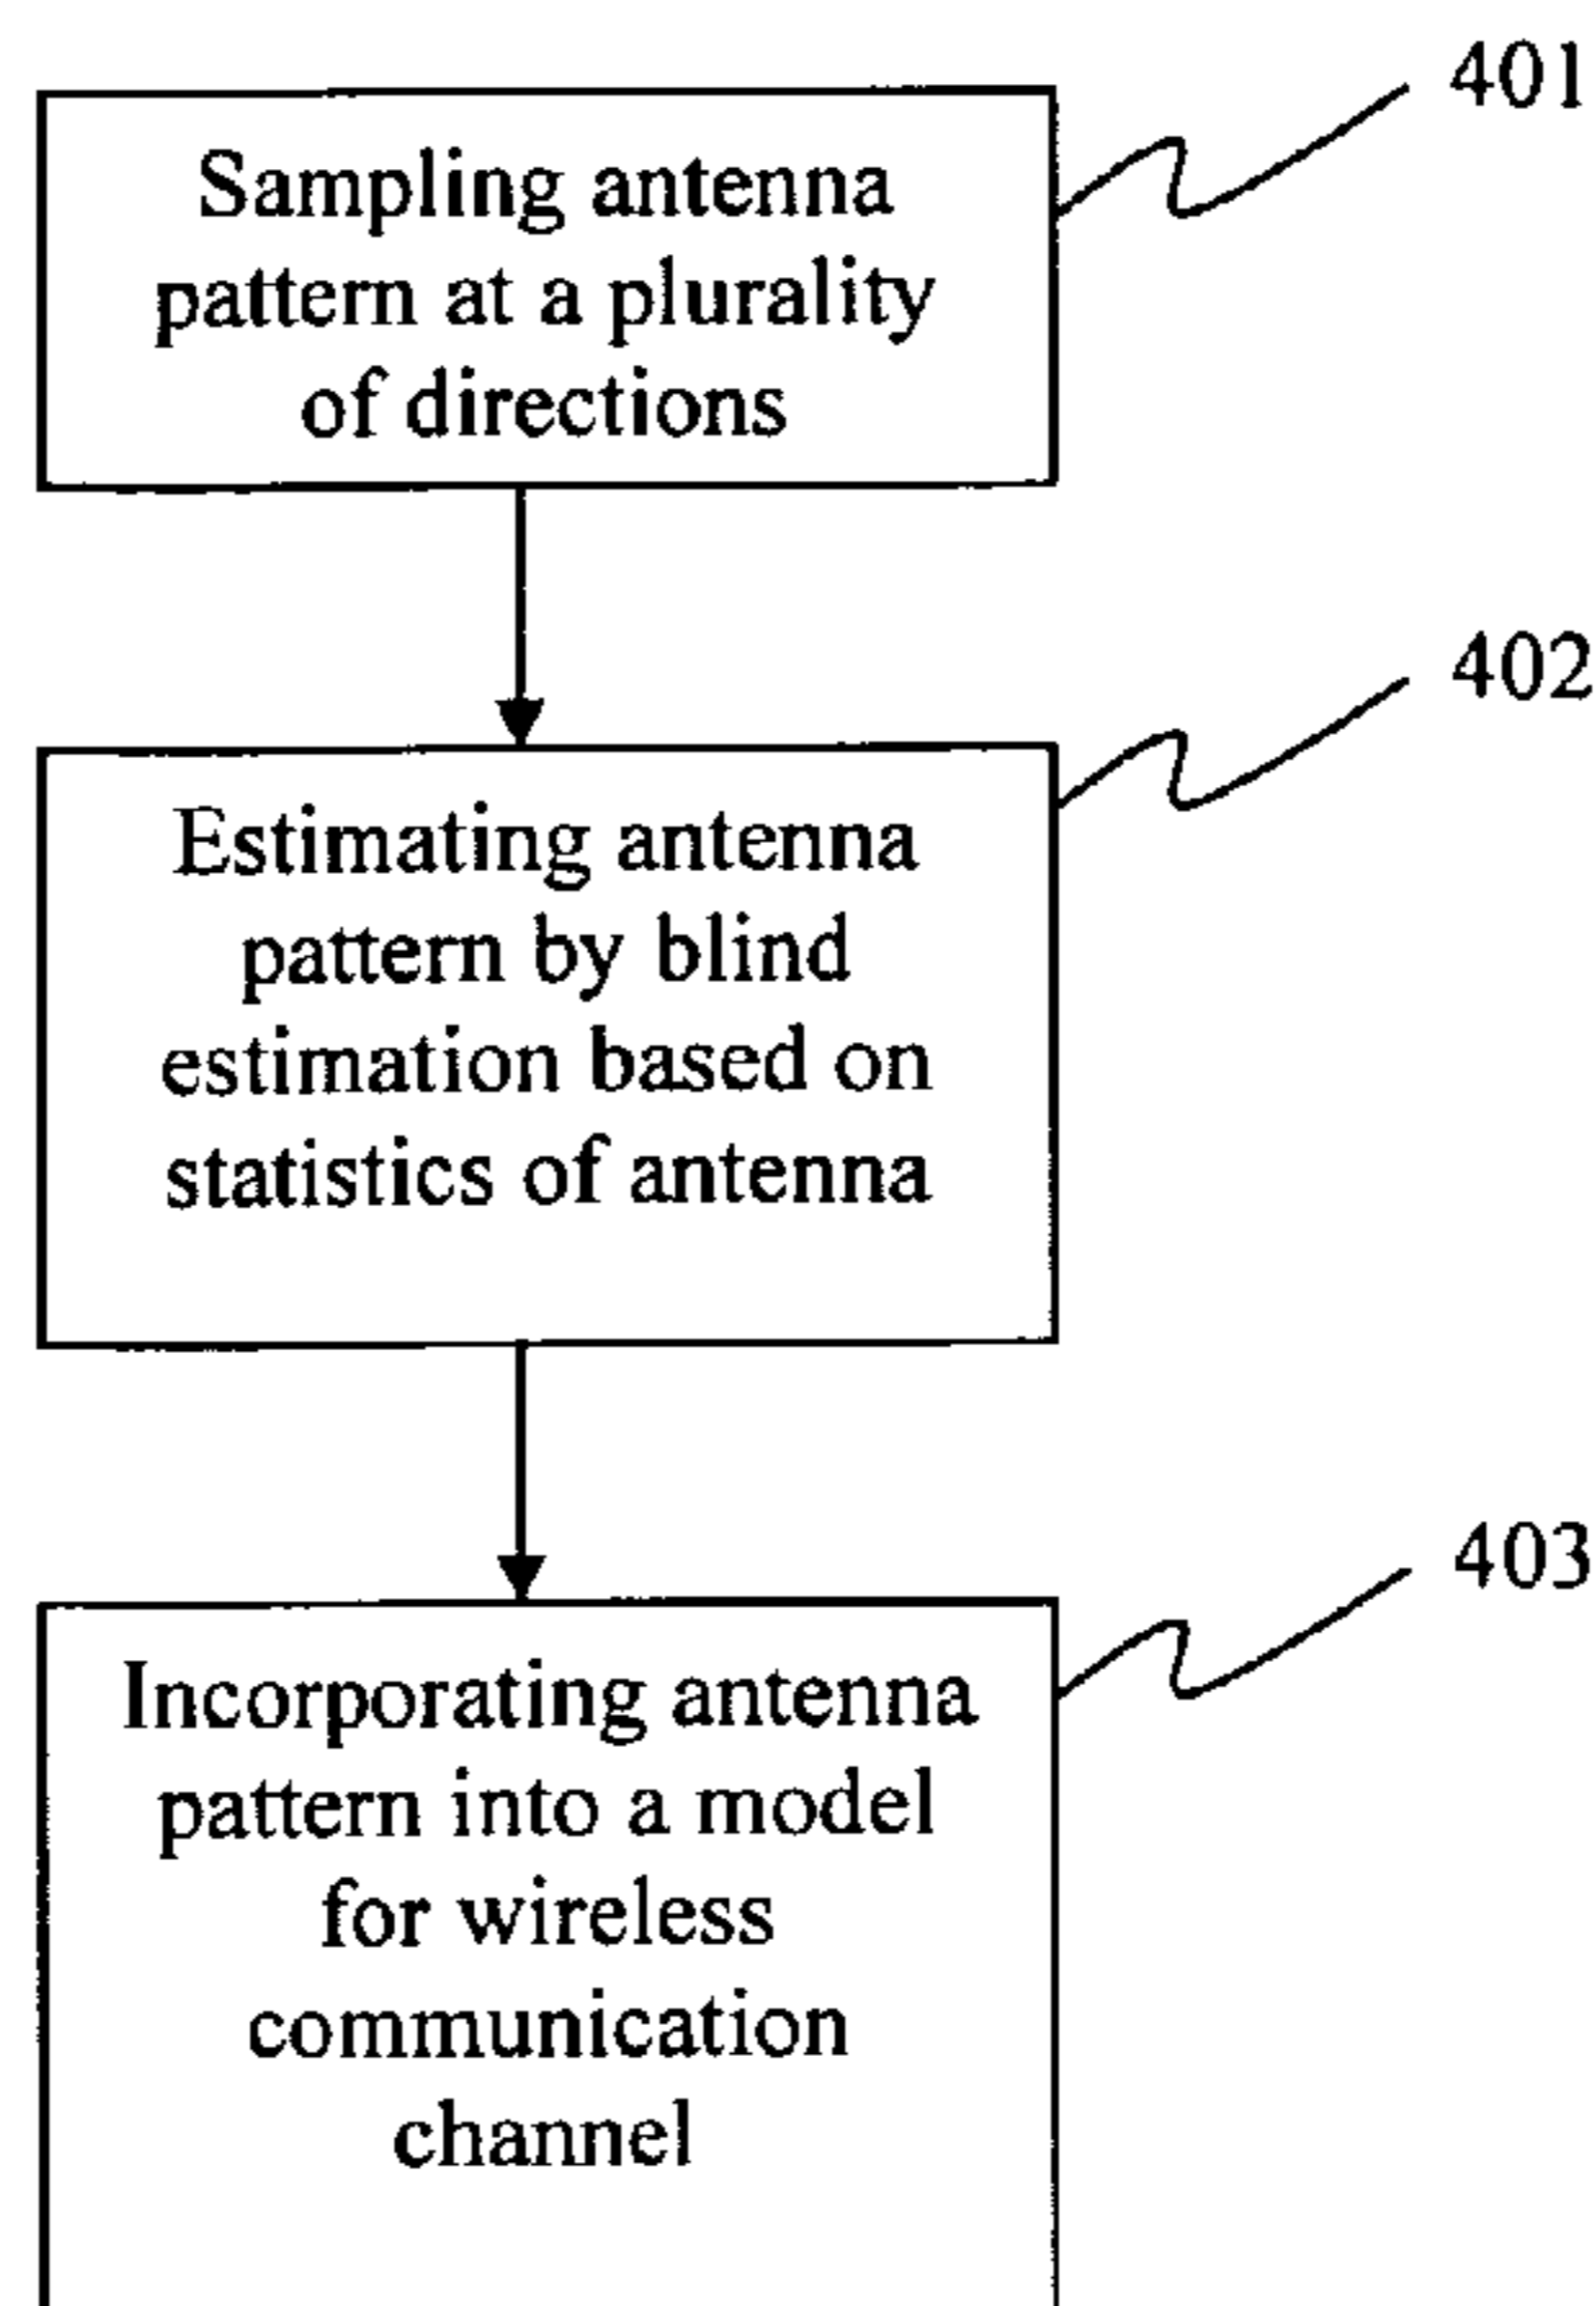 401
Sampling antenna
pattern at a plurality
of directions
402
Estimating antenna
pattern by blind
estimation based on
statistics of antenna
403
Incorporating antenna
pattern into a model
for wireless
communication
channel